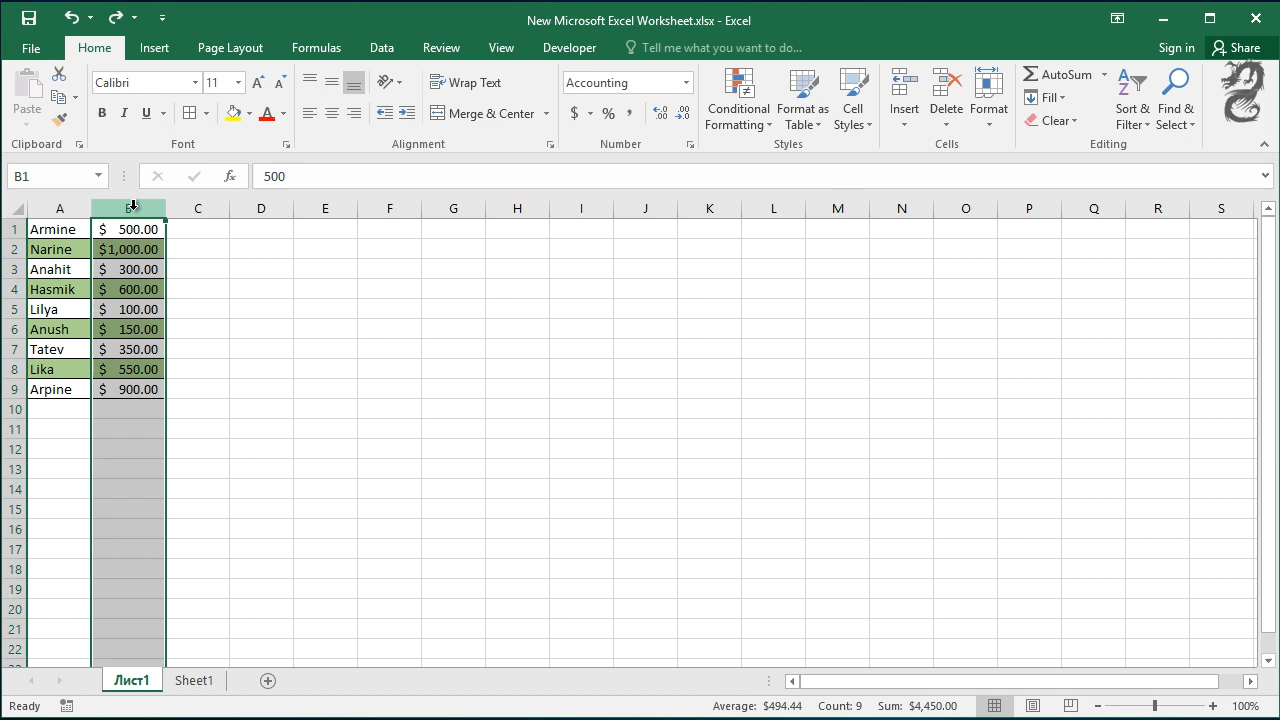 New Microsoft Excel Worksheet.xlsx - Excel
File Home Insert Page Layout Formulas Data Review View Developer Tell me what you want to do... Sign in Share
Paste Calibri 11 Wrap Text Accounting Conditional Formatting Format as Table Cell Styles Insert Delete Format AutoSum Fill Clear Sort & Filter Find & Select
B I U A Merge & Center $ %
Clipboard Font Alignment Number Styles Cells Editing
B1 fx 500
A C D E F G H I J K L M N O P Q R S
1 Armine $ 500.00
2 Narine $1,000.00
3 Anahit $ 300.00
4 Hasmik $ 600.00
5 Lilya $ 100.00
6 Anush $ 150.00
7 Tatev $ 350.00
8 Lika $ 550.00
9 Arpine $ 900.00
10
11
12
13
14
15
16
17
18
19
20
21
22
Лист1 Sheet1
Ready Average: $494.44 Count: 9 Sum: $4,450.00 100%